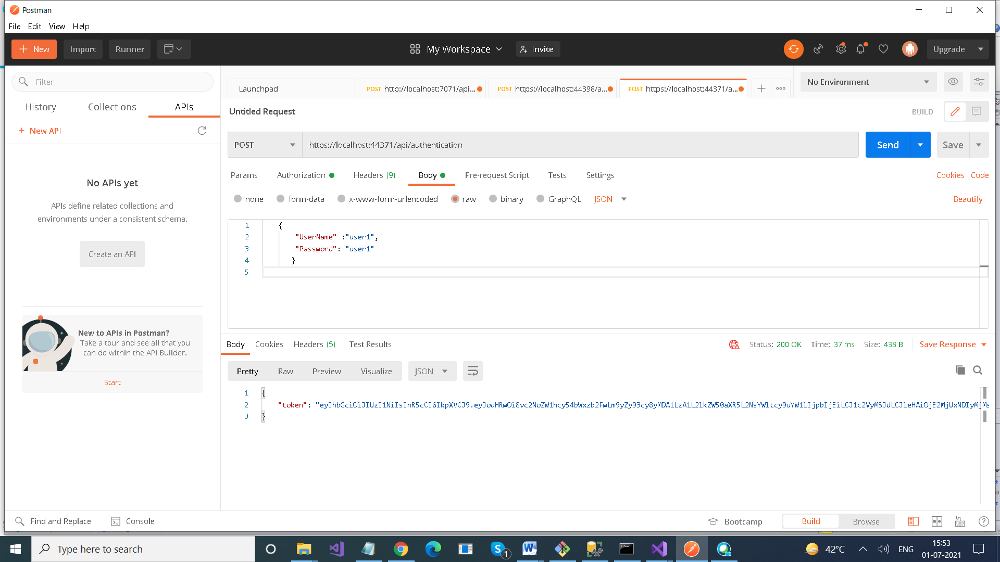 Postman
File Edit View Help
New Import Runner My Workspace Invite Upgrade
Filter
History Collections APIs
New API
No APIs yet
APIs define related collections and
environments under a consistent schema.
Create an API
New to APIs in Postman?
Take a tour and see all that you
can do within the API Builder.
Start
Launchpad POST http://localhost:7071/api... POST https://localhost:44398/a... POST https://localhost:44371/a... No Environment
Untitled Request BUILD
POST https://localhost:44371/api/authentication Send Save
Params Authorization Headers (9) Body Pre-request Script Tests Settings Cookies Code
none form-data x-www-form-urlencoded raw binary GraphQL JSON Beautify
1 {
2 "UserName" :"user1",
3 "Password": "user1"
4 }
5
Body Cookies Headers (5) Test Results Status: 200 OK Time: 37 ms Size: 438 B Save Response
Pretty Raw Preview Visualize JSON
1 {
2 "token": "eyJhbGciOiJIUzI1NiIsInR5cCI6IkpXVCJ9.eyJodHRwOi8vc2NoZW1hcy54bWxzb2FwLm9yZy93cy8yMDA1LzA1L2lkZW50aXR5L2NsYWltcy9uYW1lIjpbIjEiLCJ1c2VyMSJdLCJleHAiOjE2MjUxNDIyMjMs
3 }
Find and Replace Console Bootcamp Build Browse
Type here to search 1 42°C ENG 15:53
01-07-2021